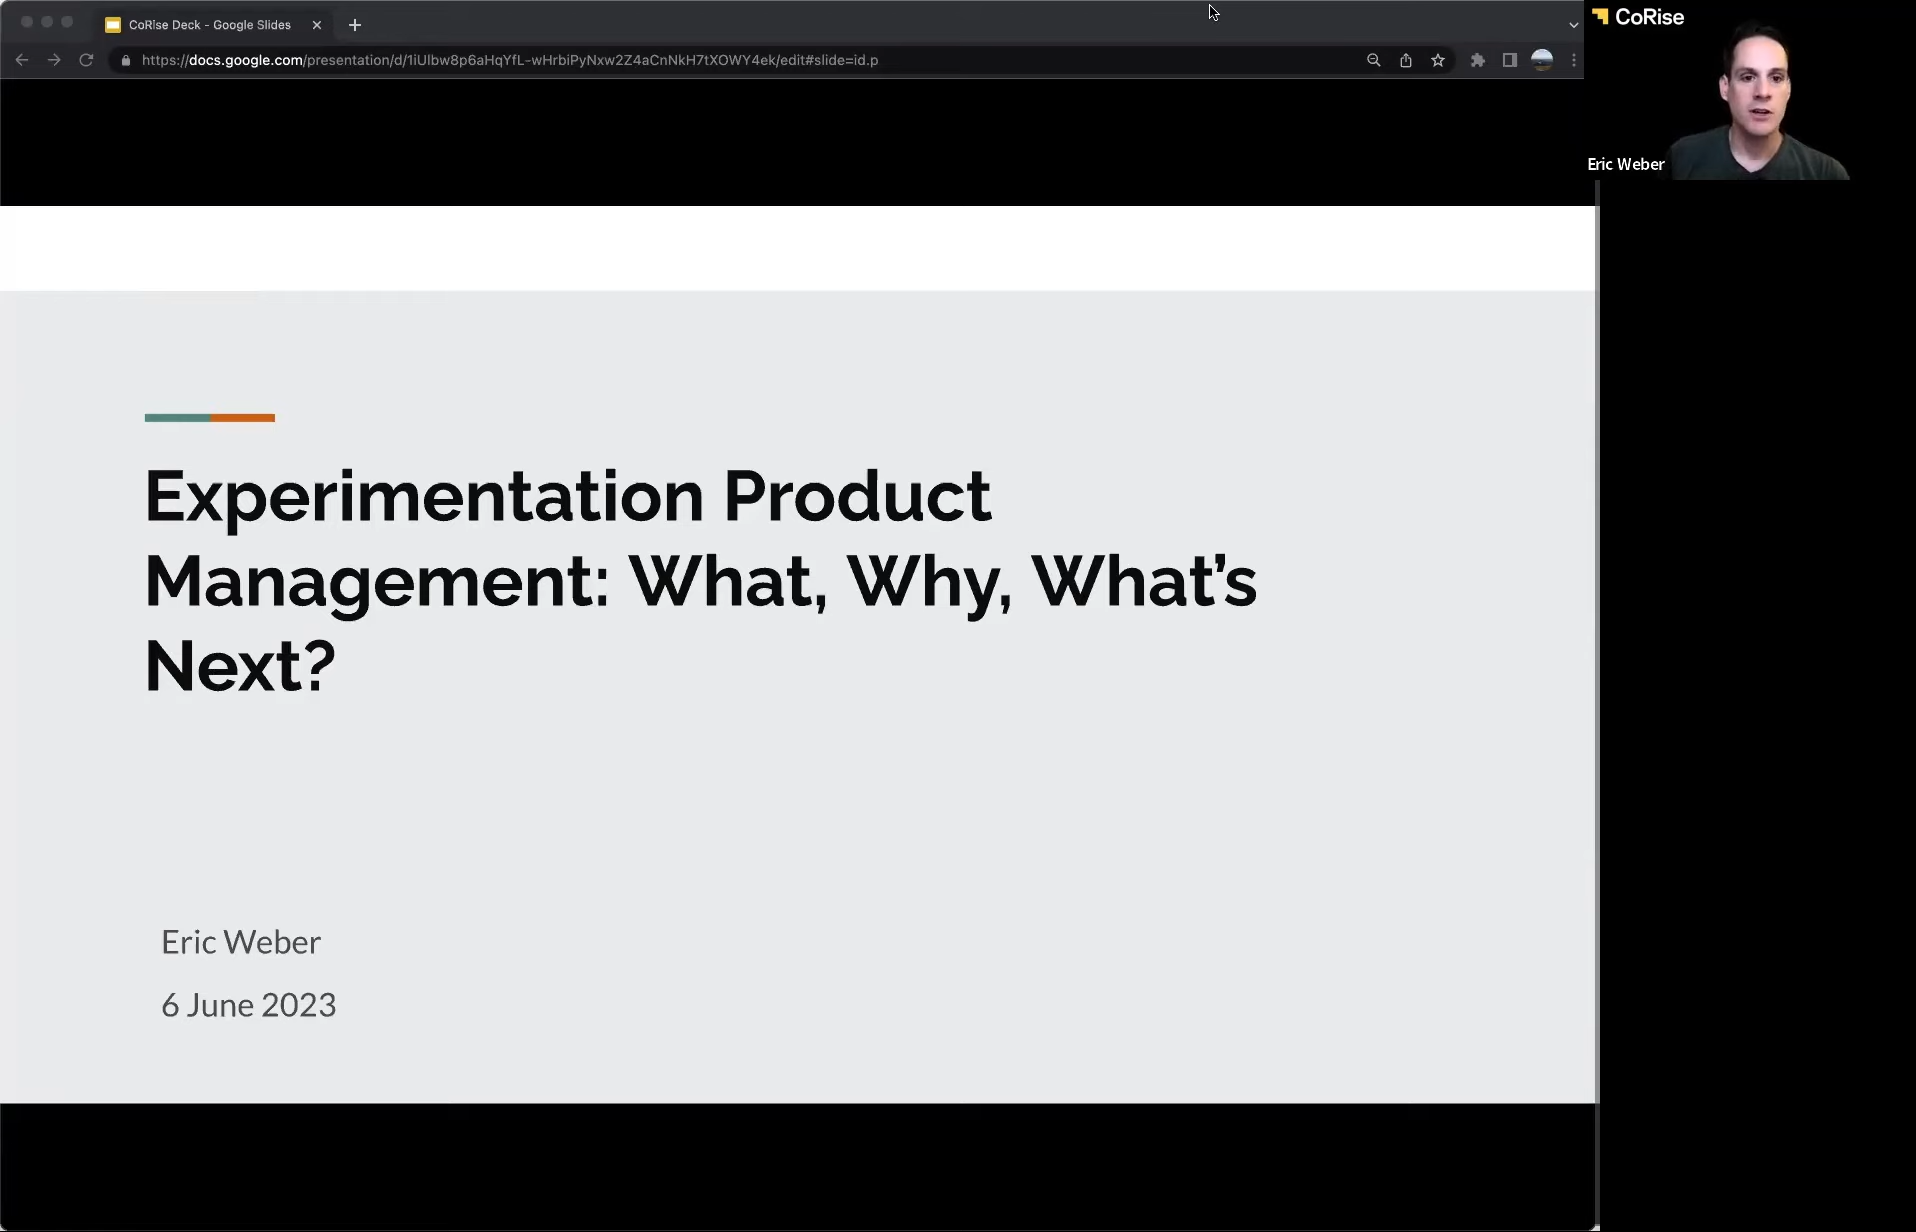 CoRise Deck - Google Slides
https://docs.google.com/presentation/d/1iUlbw8p6aHqYfL-wHrbiPyNxw2Z4aCnNkH7tXOWY4ek/edit#slide=id.p
CoRise
Eric Weber
Experimentation Product
Management: What, Why, What’s
Next?
Eric Weber
6 June 2023